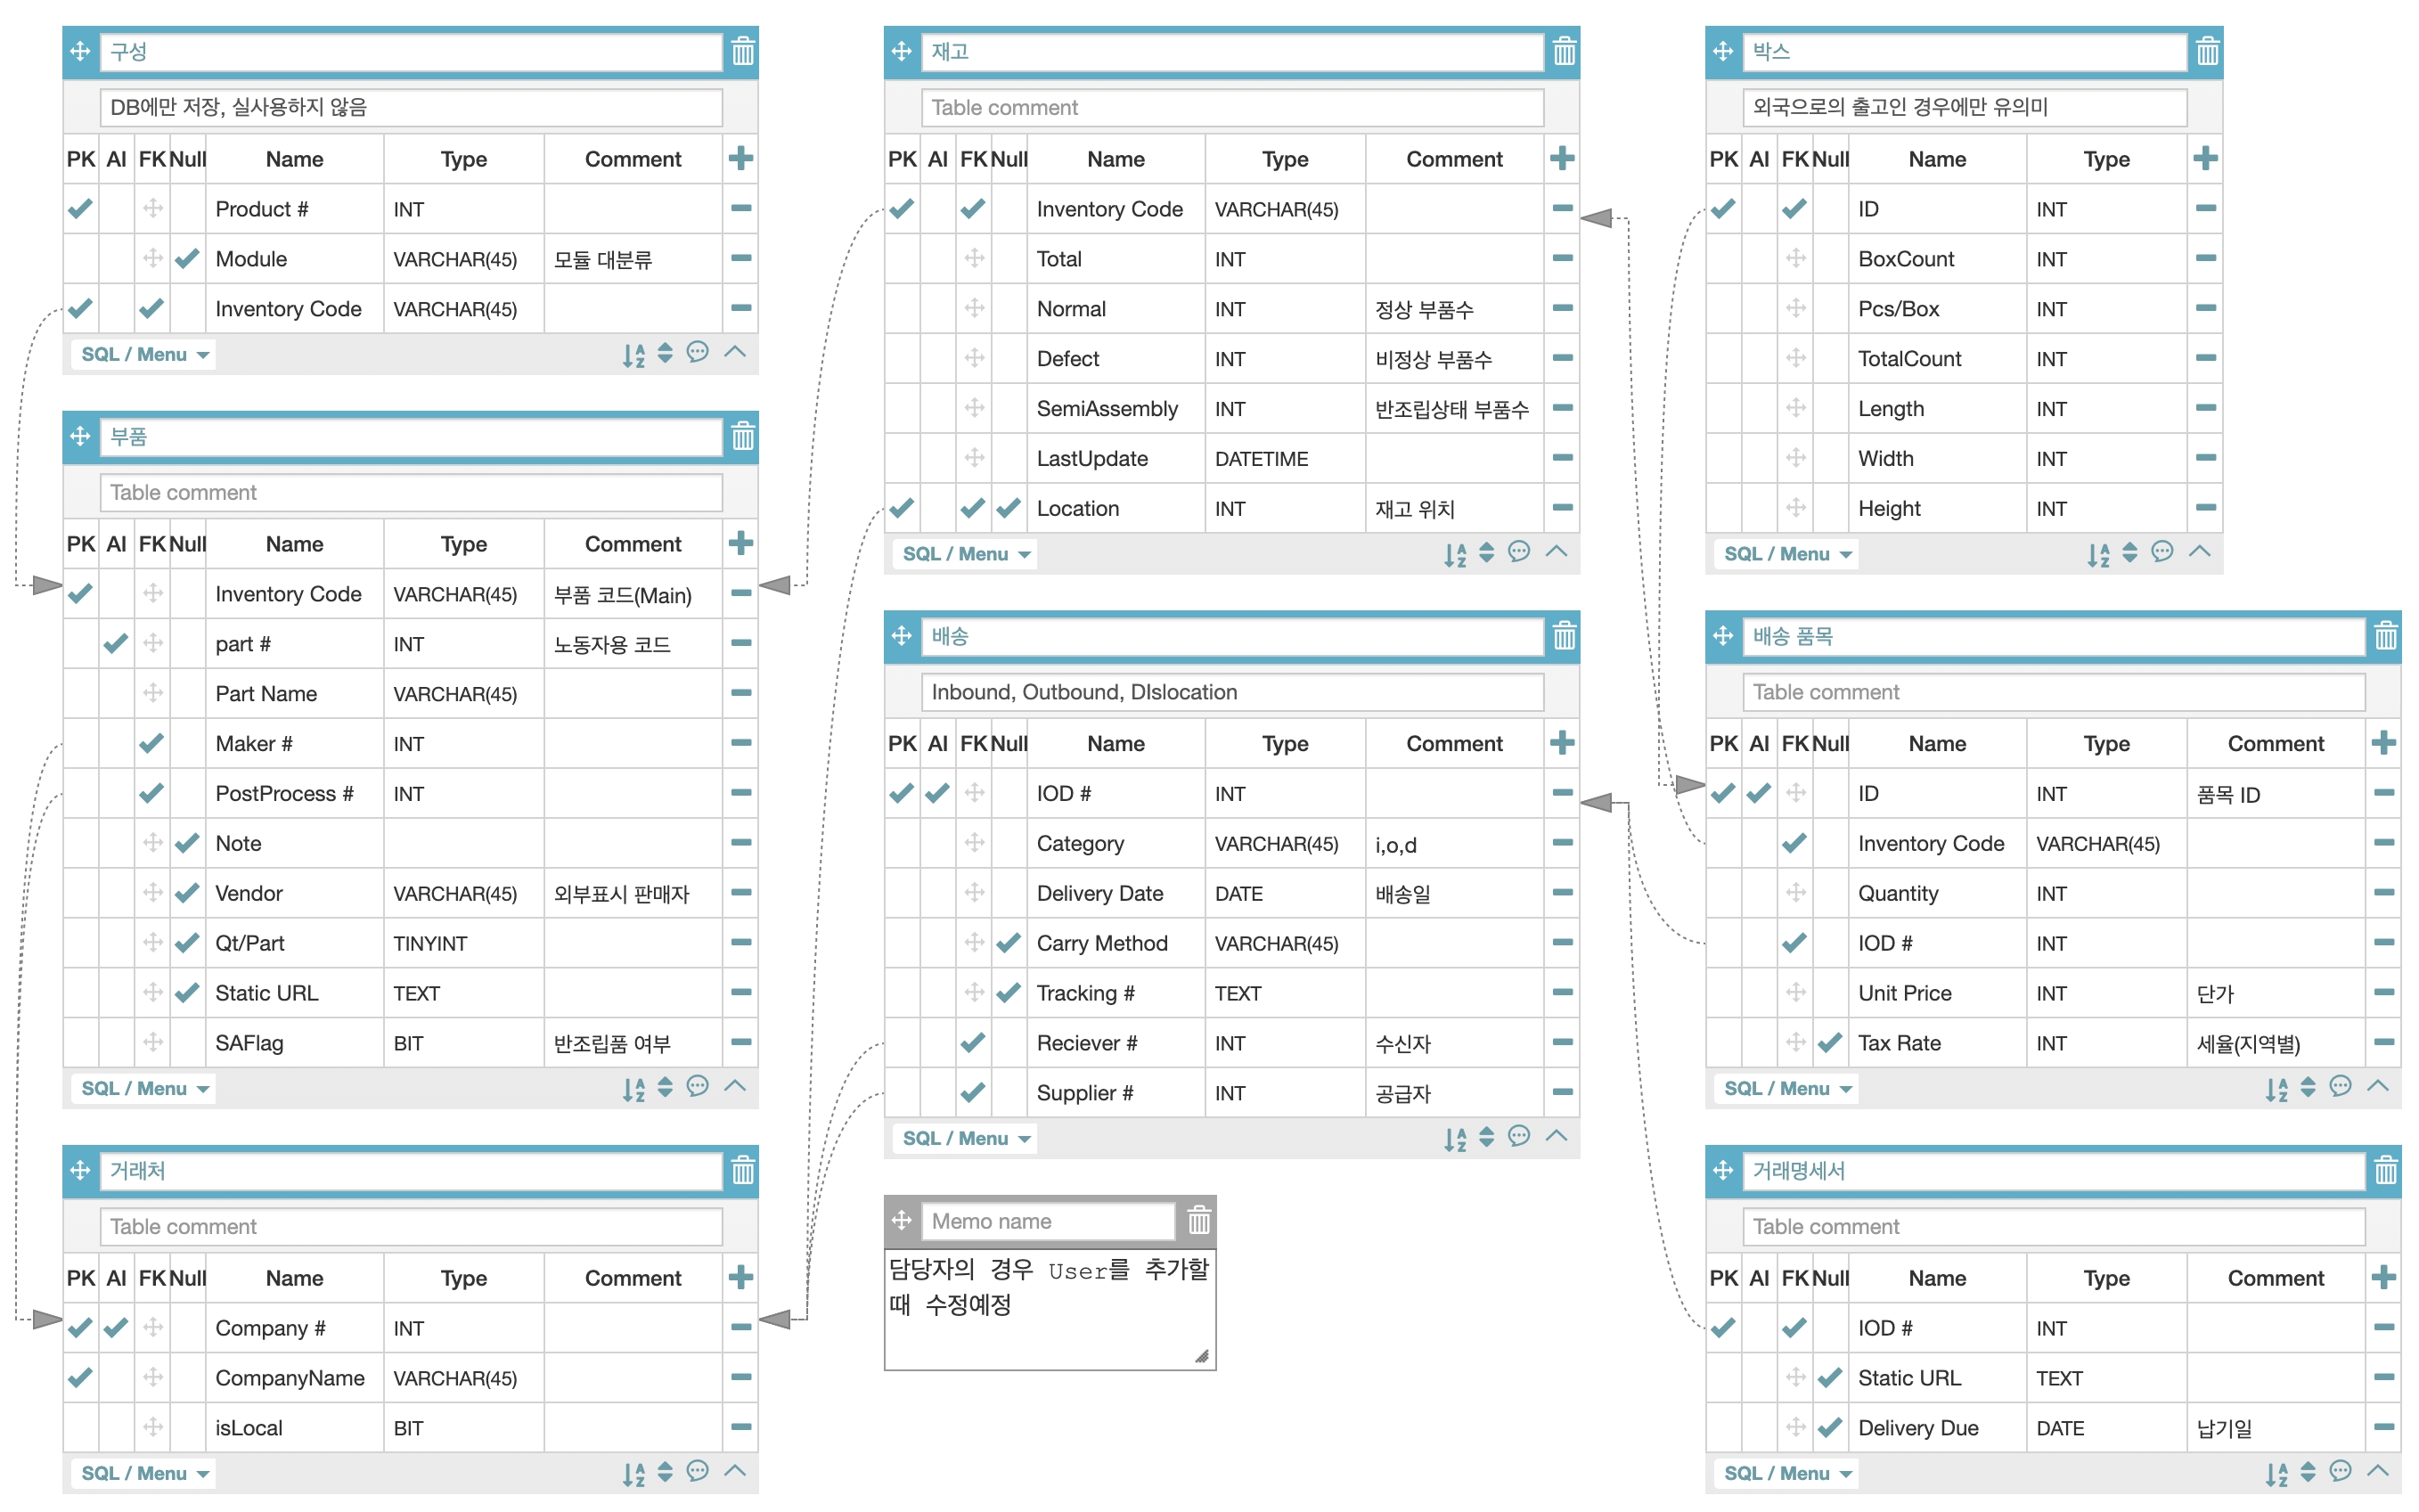 구성
DB에만 저장, 실사용하지 않음
PK AI FK Null Name Type Comment
Product # INT
Module VARCHAR(45) 모듈 대분류
Inventory Code VARCHAR(45)
SQL / Menu
부품
Table comment
PK AI FK Null Name Type Comment
Inventory Code VARCHAR(45) 부품 코드(Main)
part # INT 노동자용 코드
Part Name VARCHAR(45)
Maker # INT
PostProcess # INT
Note
Vendor VARCHAR(45) 외부표시 판매자
Qt/Part TINYINT
Static URL TEXT
SAFlag BIT 반조립품 여부
SQL / Menu
거래처
Table comment
PK AI FK Null Name Type Comment
Company # INT
CompanyName VARCHAR(45)
isLocal BIT
SQL / Menu
재고
Table comment
PK AI FK Null Name Type Comment
Inventory Code VARCHAR(45)
Total INT
Normal INT 정상 부품수
Defect INT 비정상 부품수
SemiAssembly INT 반조립상태 부품수
LastUpdate DATETIME
Location INT 재고 위치
SQL / Menu
배송
Inbound, Outbound, DIslocation
PK AI FK Null Name Type Comment
IOD # INT
Category VARCHAR(45) i,o,d
Delivery Date DATE 배송일
Carry Method VARCHAR(45)
Tracking # TEXT
Reciever # INT 수신자
Supplier # INT 공급자
SQL / Menu
Memo name
담당자의 경우 User를 추가할
때 수정예정
박스
외국으로의 출고인 경우에만 유의미
PK AI FK Null Name Type
ID INT
BoxCount INT
Pcs/Box INT
TotalCount INT
Length INT
Width INT
Height INT
SQL / Menu
배송 품목
Table comment
PK AI FK Null Name Type Comment
ID INT 품목 ID
Inventory Code VARCHAR(45)
Quantity INT
IOD # INT
Unit Price INT 단가
Tax Rate INT 세율(지역별)
SQL / Menu
거래명세서
Table comment
PK AI FK Null Name Type Comment
IOD # INT
Static URL TEXT
Delivery Due DATE 납기일
SQL / Menu